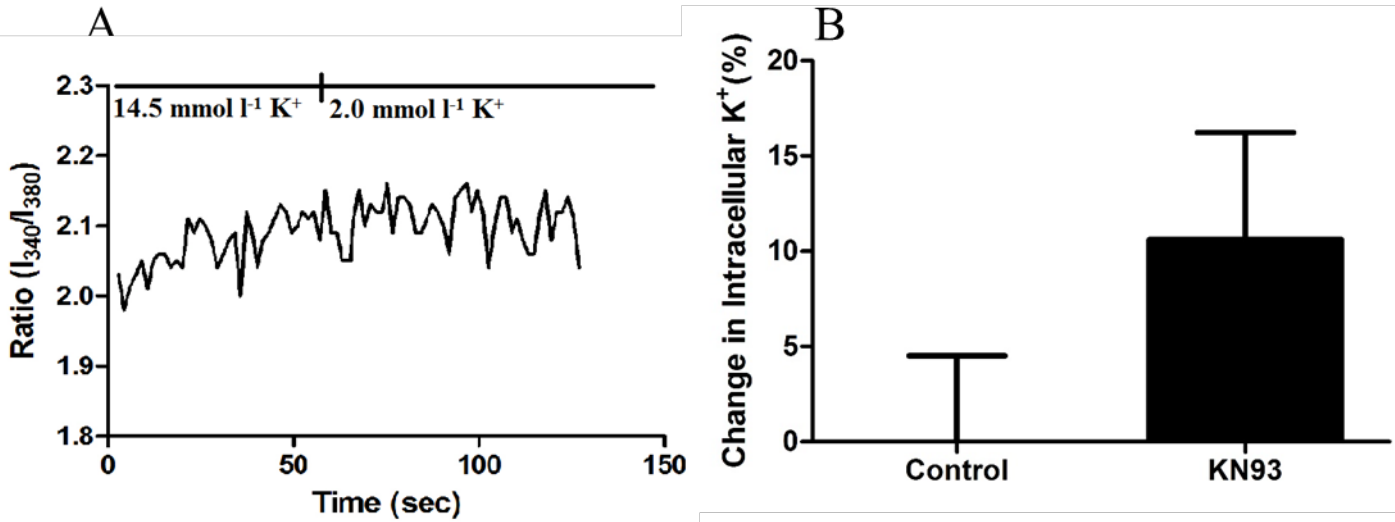 A
2.3
2.2
2.1
2.0
1.9
1.8
Ratio (I₃₄₀/I₃₈₀)
14.5 mmol l⁻¹ K⁺
2.0 mmol l⁻¹ K⁺
0
50
100
150
Time (sec)
B
20
15
10
5
0
Change in Intracellular K⁺(%)
Control
KN93